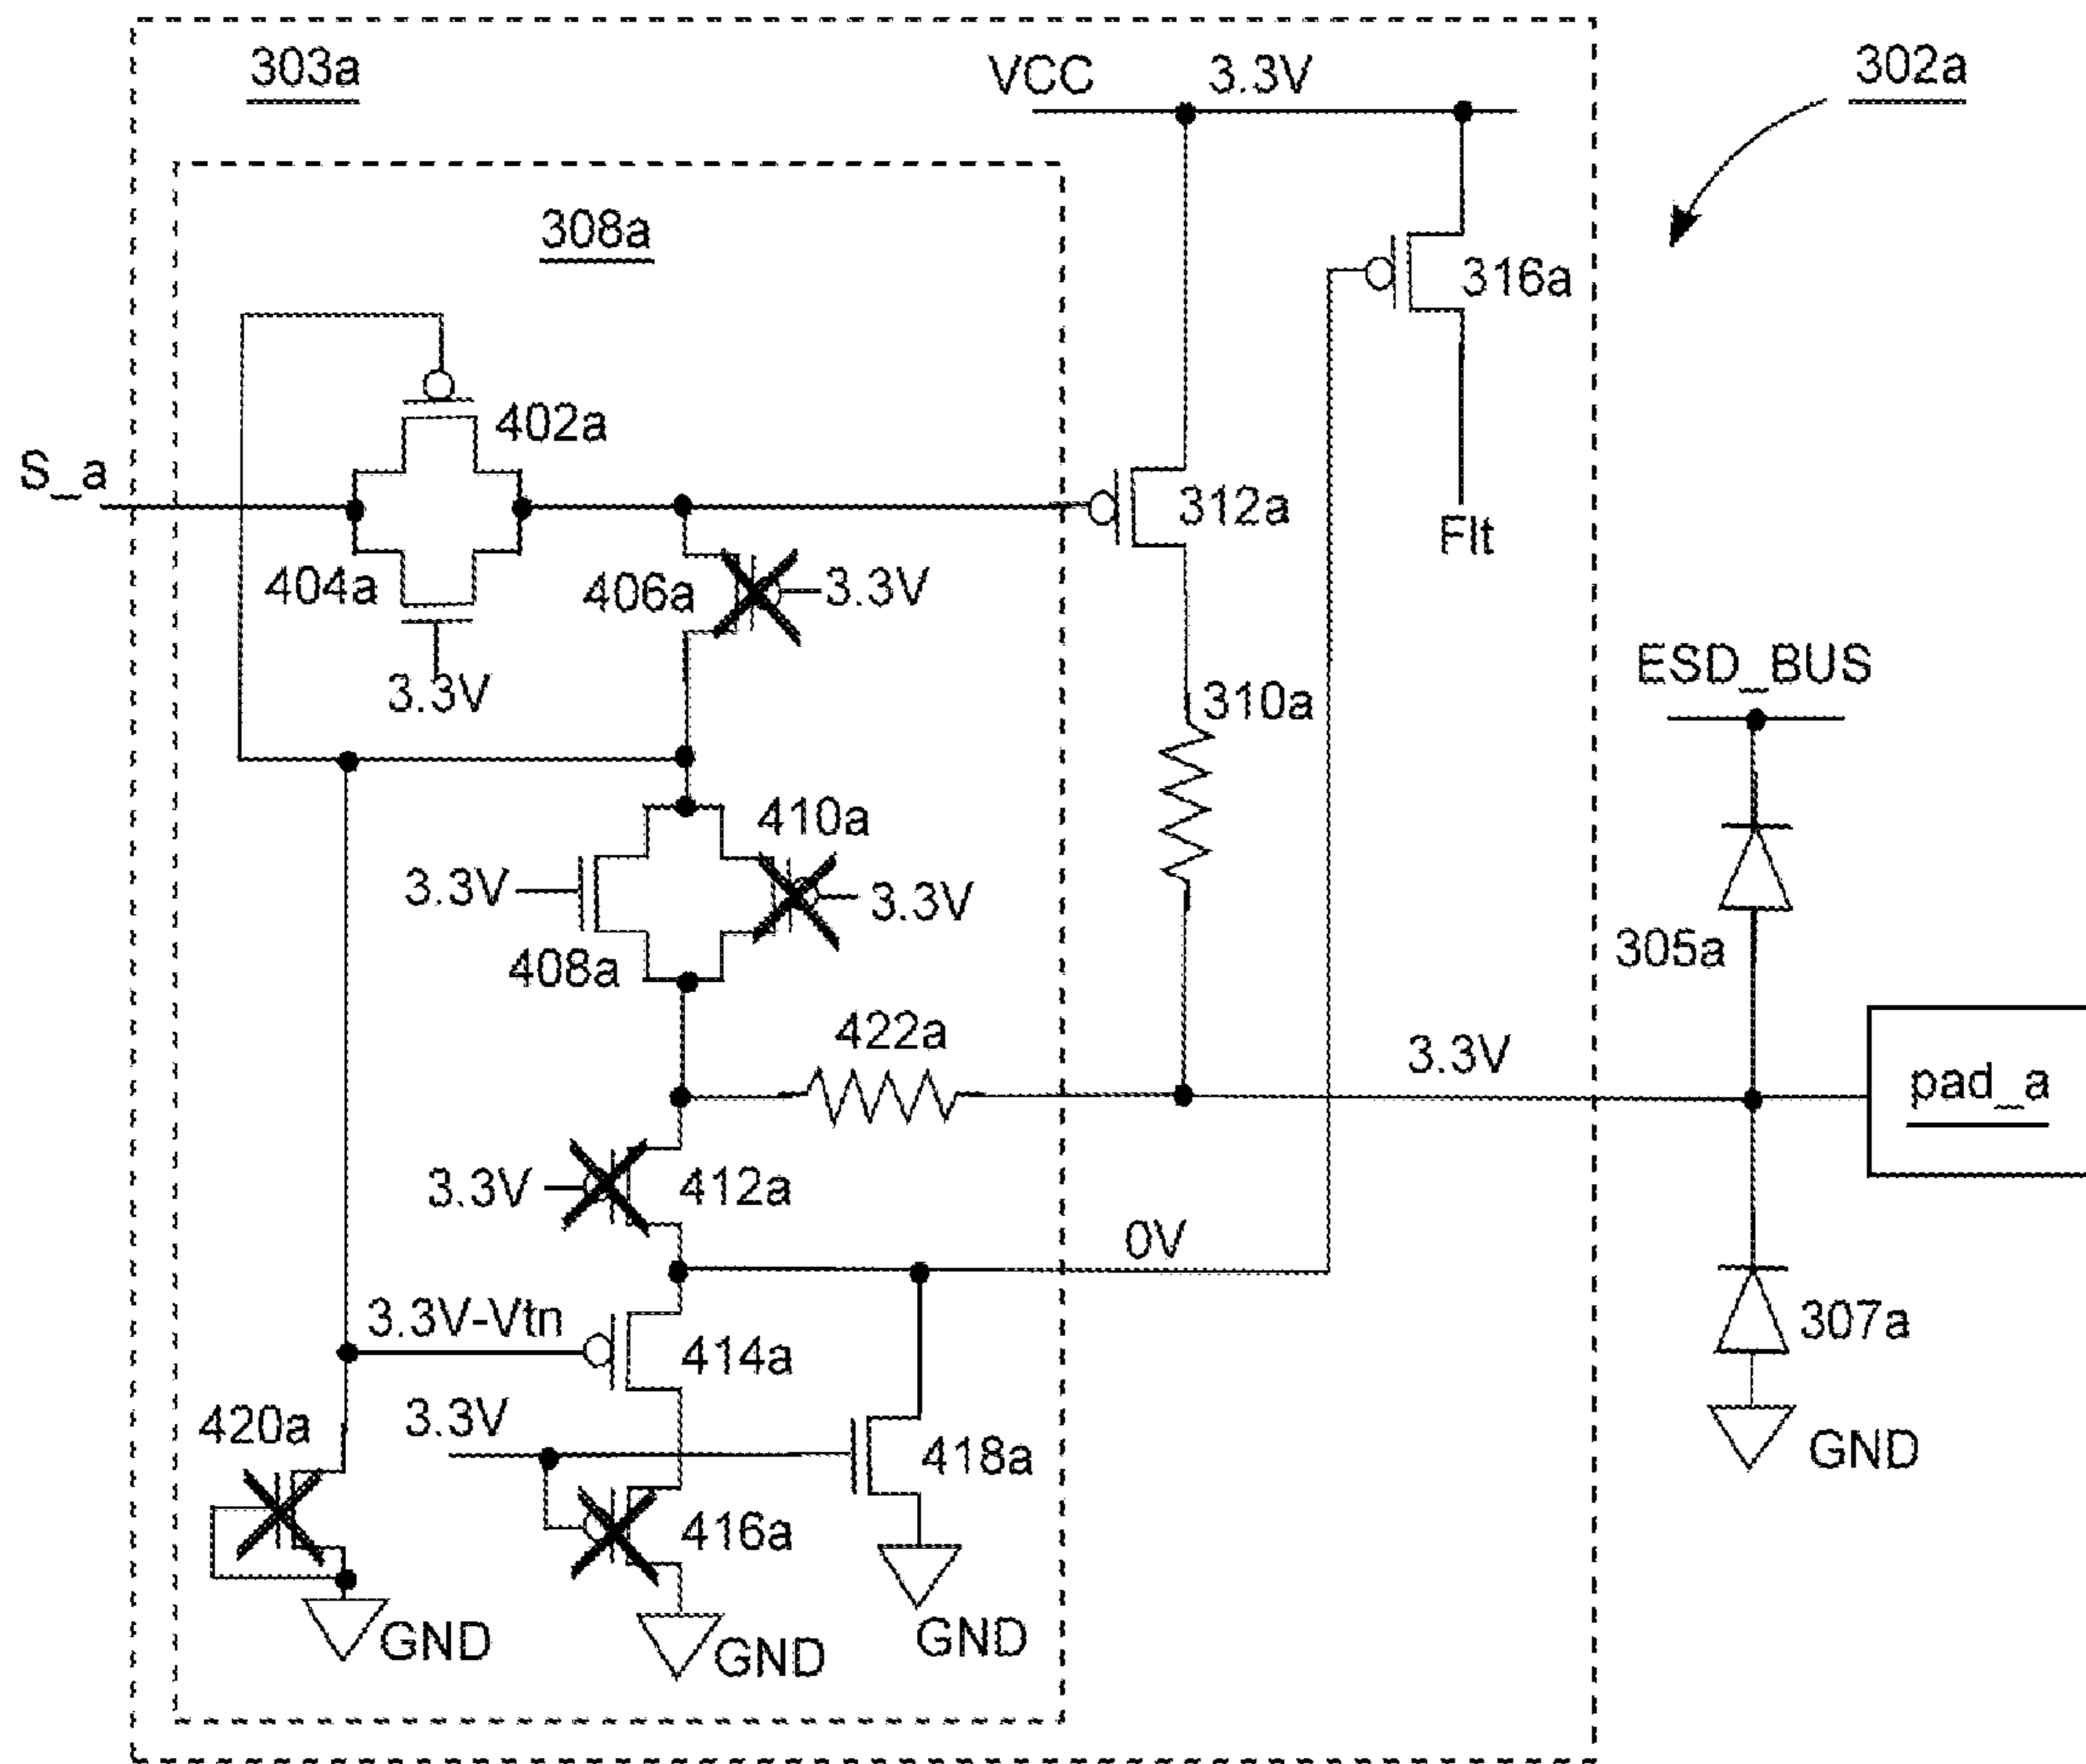 303a
VCC 3.3V
302a
308a
316a
402a
S_a
312a
Flt
404a
406a
3.3V
3.3V
310a
ESD_BUS
410a
3.3V
3.3V
408a
305a
422a
3.3V
pad_a
3.3V
412a
0V
3.3V-Vtn
414a
307a
3.3V
420a
418a
GND
416a
GND
GND
GND